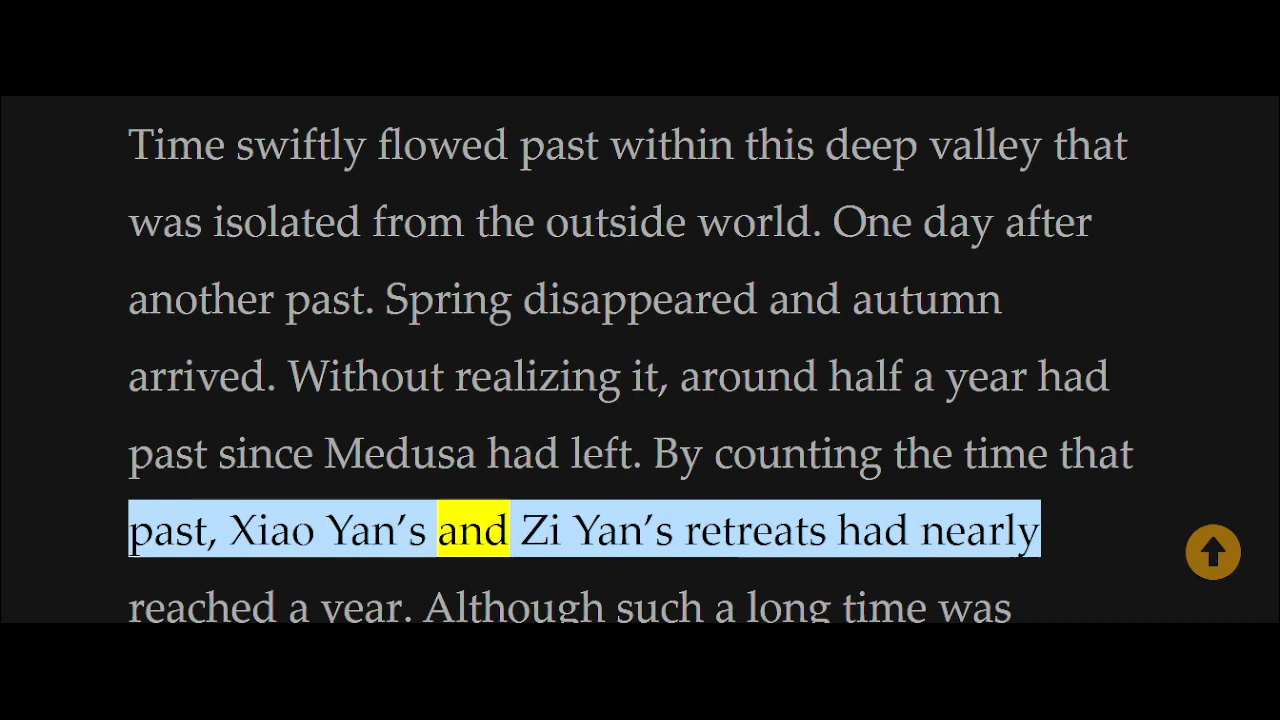 Time swiftly flowed past within this deep valley that
was isolated from the outside world. One day after
another past. Spring disappeared and autumn
arrived. Without realizing it, around half a year had
past since Medusa had left. By counting the time that
past, Xiao Yan’s and Zi Yan’s retreats had nearly
reached a year. Although such a long time was